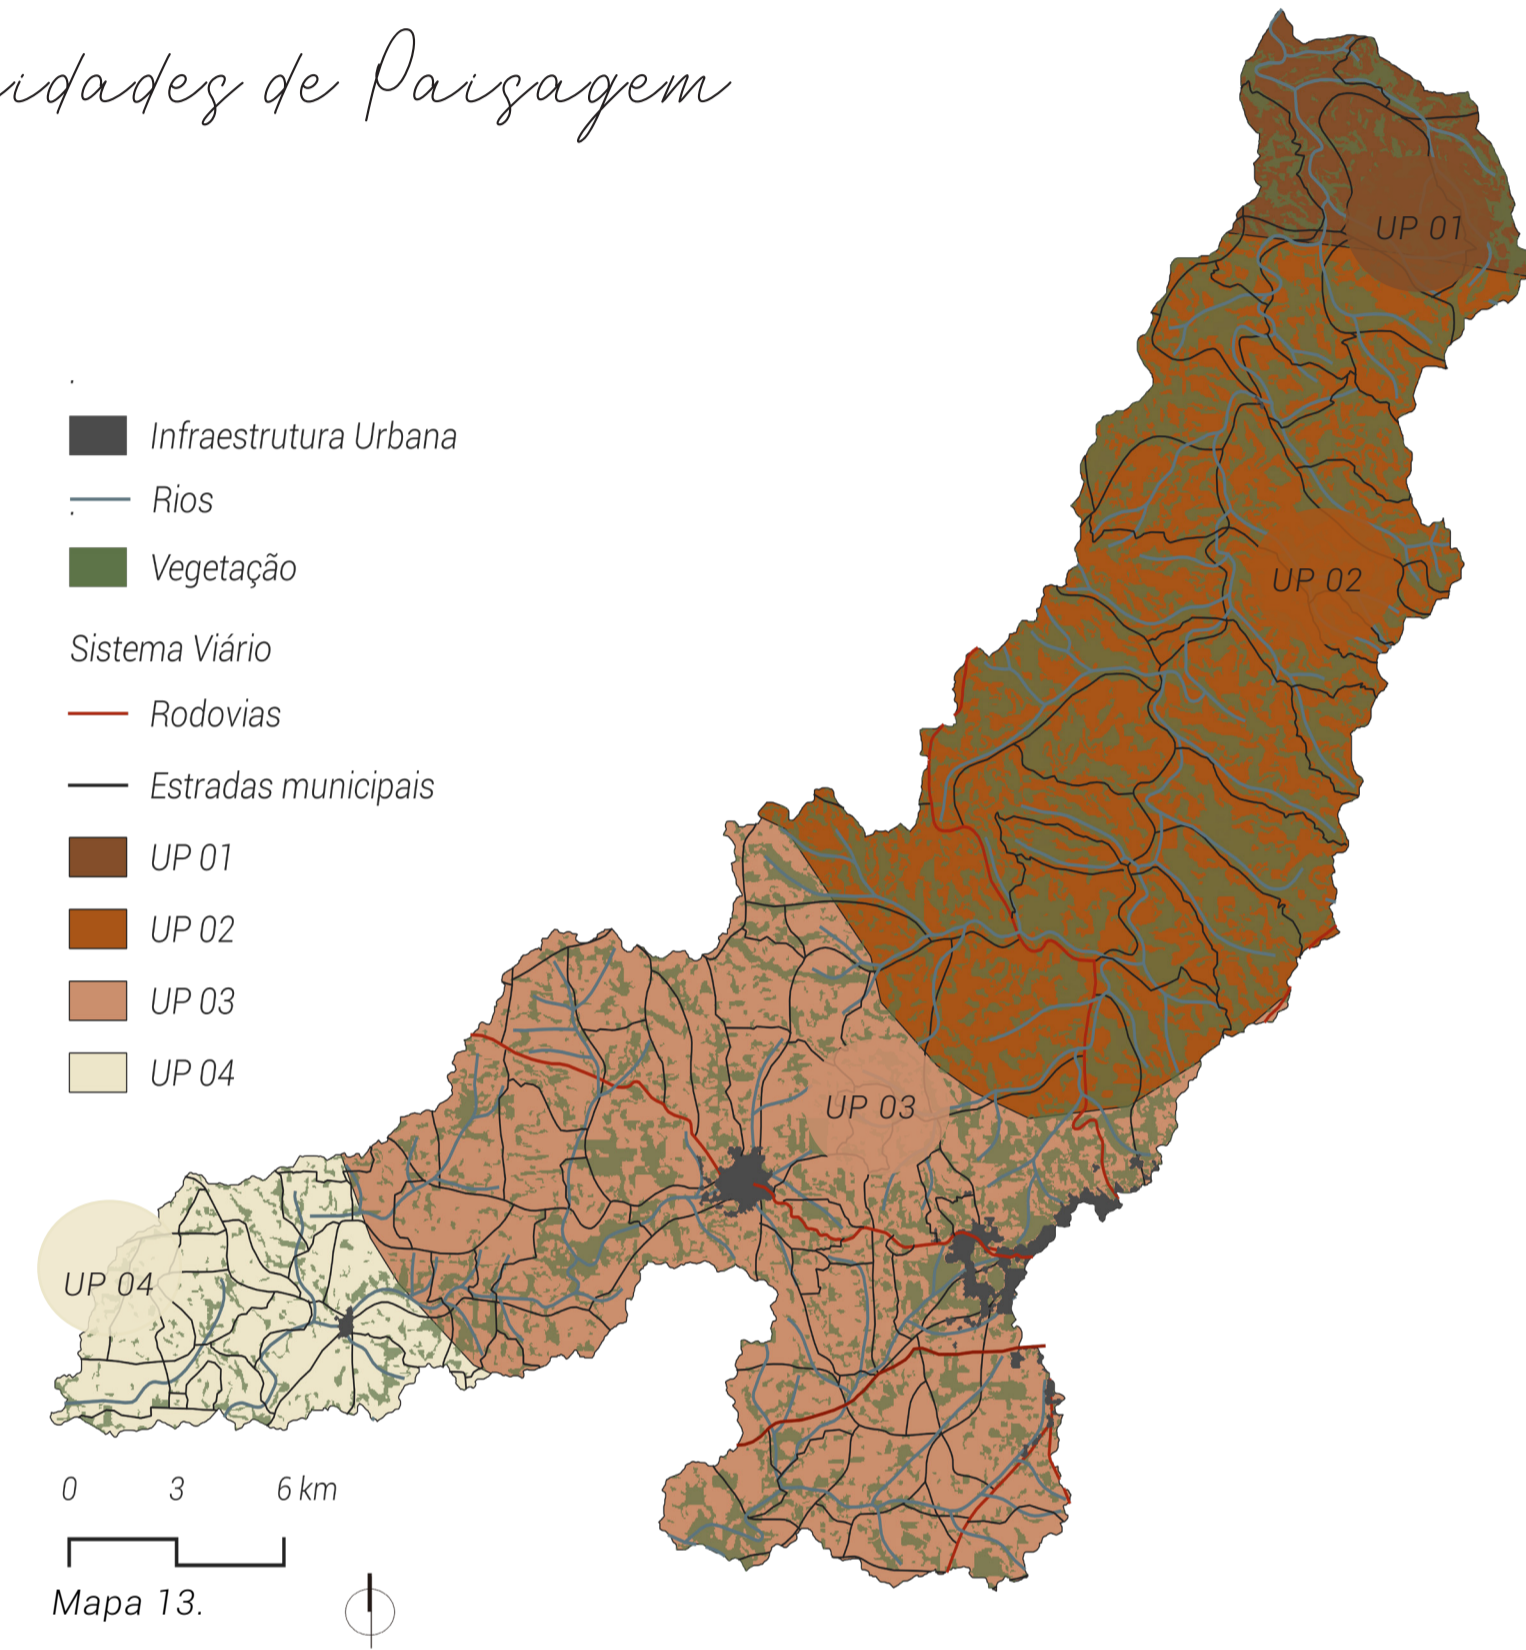 idades de Paisagem
Infraestrutura Urbana
Rios
Vegetação
Sistema Viário
Rodovias
Estradas municipais
UP 01
UP 02
UP 03
UP 04
UP 01
UP 02
UP 03
UP 04
0 3 6 km
Mapa 13.